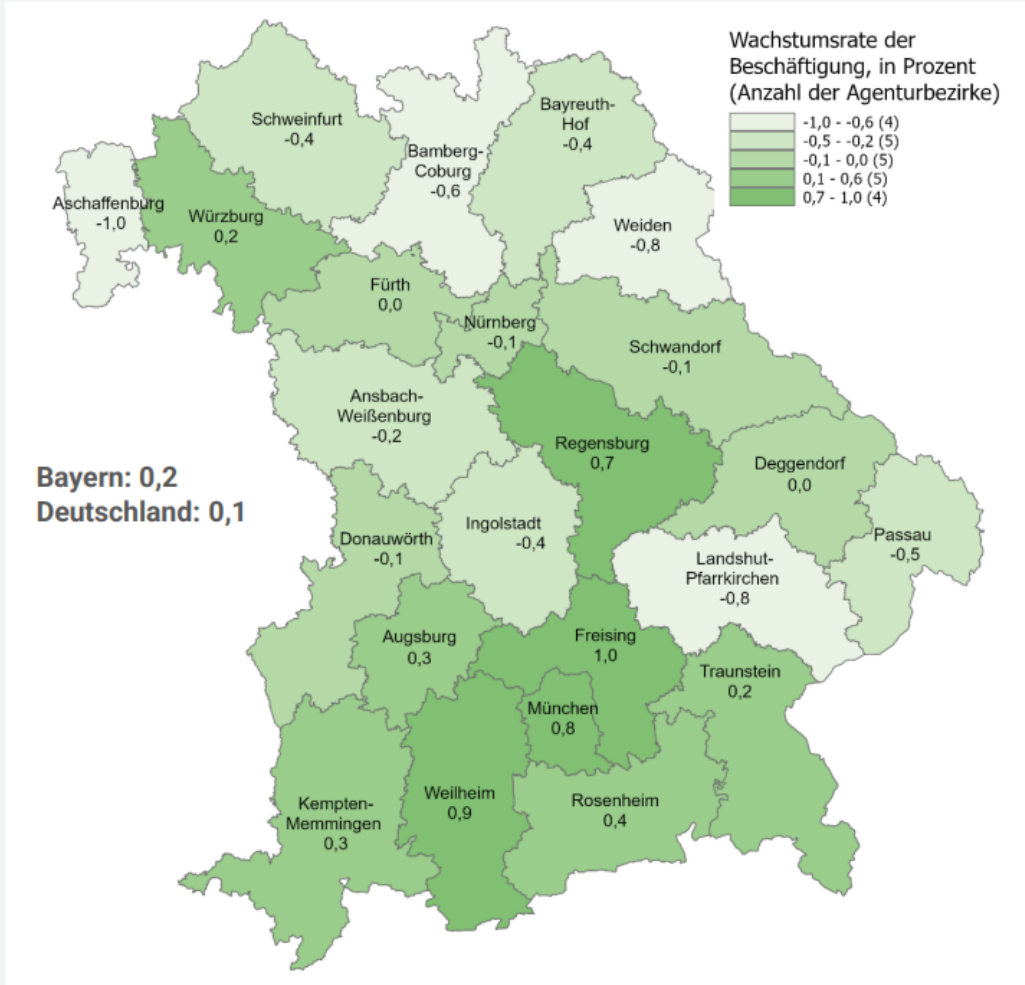 Wachstumsrate der
Beschäftigung, in Prozent
(Anzahl der Agenturbezirke)
-1,0 - -0,6 (4)
-0,5 - -0,2 (5)
-0,1 - 0,0 (5)
0,1 - 0,6 (5)
0,7 - 1,0 (4)
Schweinfurt
-0,4
Bayreuth-
Hof
-0,4
Bamberg-
Coburg
-0,6
Aschaffenburg
-1,0
Würzburg
0,2
Weiden
-0,8
Fürth
0,0
Nürnberg
-0,1
Schwandorf
-0,1
Ansbach-
Weißenburg
-0,2
Regensburg
0,7
Deggendorf
0,0
Bayern: 0,2
Deutschland: 0,1
Ingolstadt
-0,4
Donauwörth
-0,1
Passau
-0,5
Landshut-
Pfarrkirchen
-0,8
Augsburg
0,3
Freising
1,0
Traunstein
0,2
München
0,8
Weilheim
0,9
Rosenheim
0,4
Kempten-
Memmingen
0,3